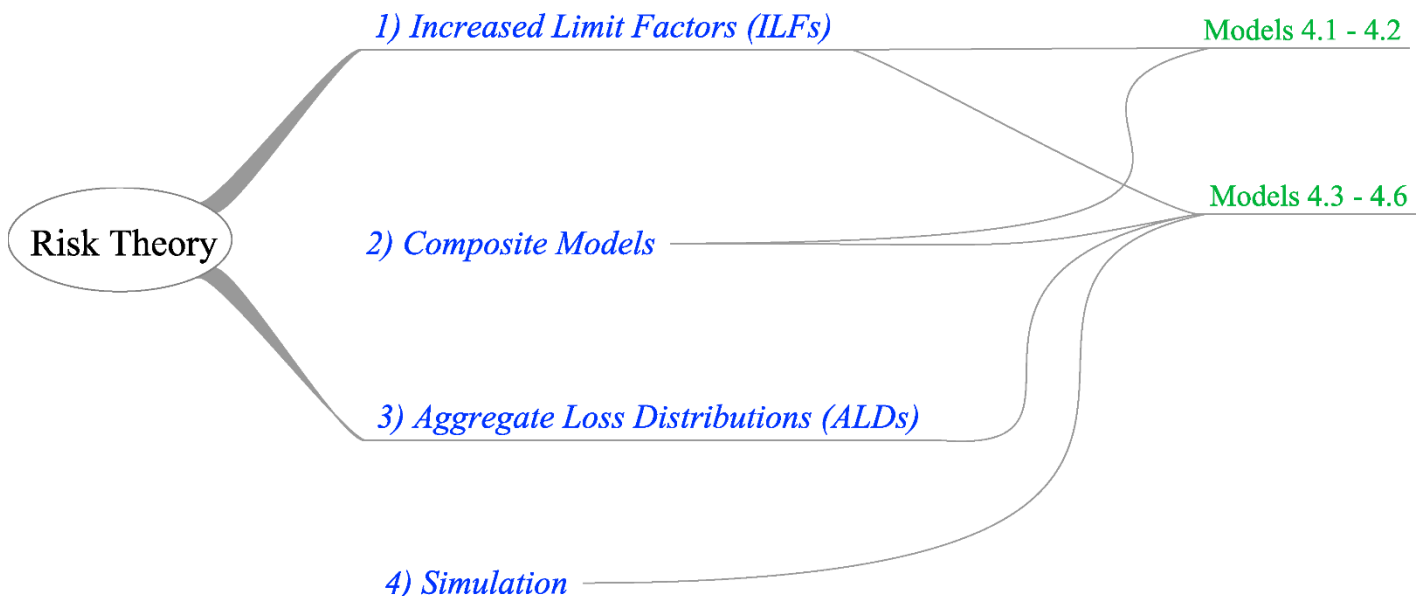 1) Increased Limit Factors (ILFs)
Models 4.1 - 4.2
Models 4.3 - 4.6
Risk Theory
2) Composite Models
3) Aggregate Loss Distributions (ALDs)
4) Simulation